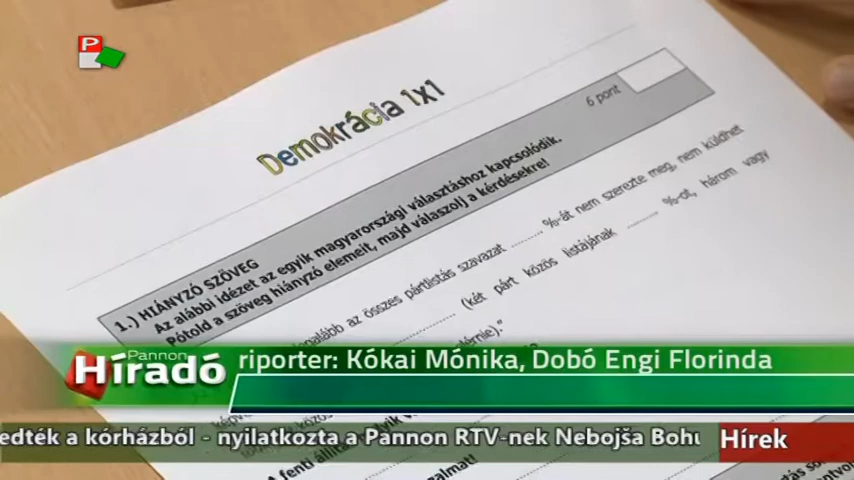 P
Demokrácia 1x1
6 pont
1.) HIÁNYZÓ SZÖVEG
Az alábbi idézet az egyik magyarországi választáshoz kapcsolódik.
Pótold a szöveg hiányzó elemeit, majd válaszolj a kérdésekre!
az összes pártlistás szavazat ......... %-át nem szerezte meg, nem küldhet
(két párt közös listájának ......... %-ot, három vagy
A fenti
Pannon
Híradó
riporter: Kókai Mónika, Dobó Engi Florinda
edték a kórházból - nyilatkozta a Pannon RTV-nek Nebojša Bohu
Hírek